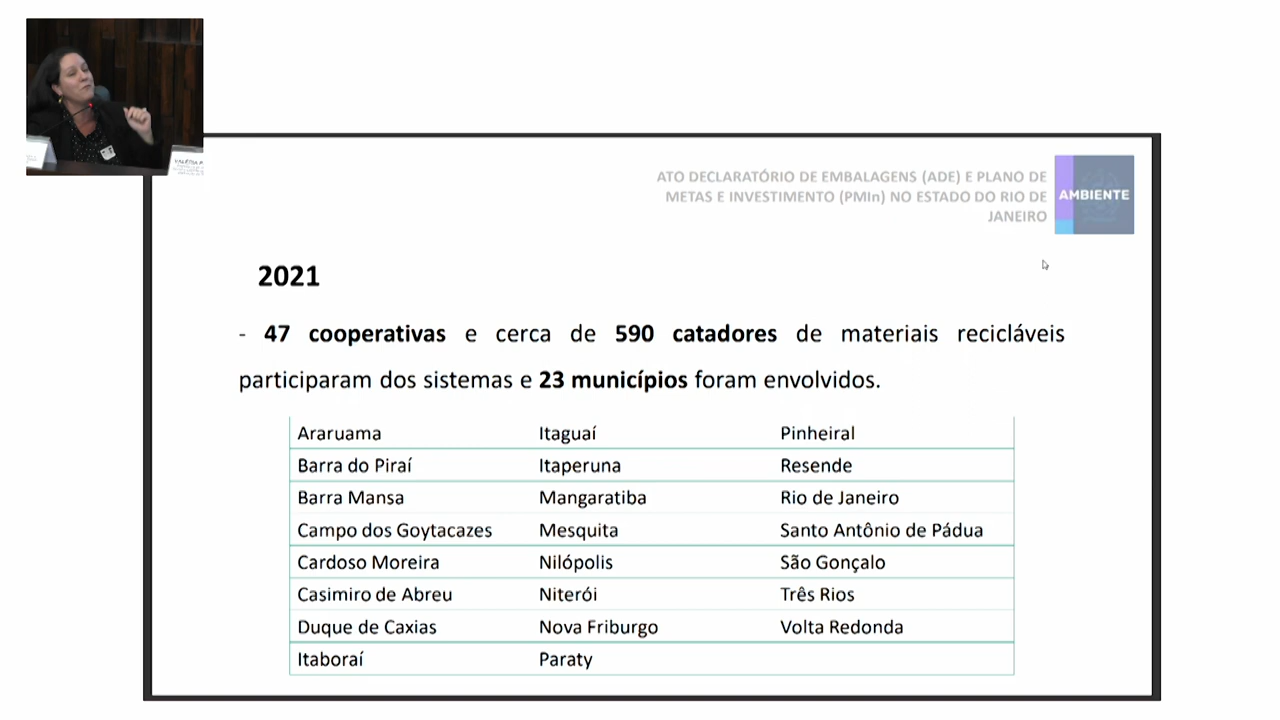 VALÉRIA P
ATO DECLARATÓRIO DE EMBALAGENS (ADE) E PLANO DE
METAS E INVESTIMENTO (PMIn) NO ESTADO DO RIO DE
JANEIRO
AMBIENTE
2021
- 47 cooperativas e cerca de 590 catadores de materiais recicláveis
participaram dos sistemas e 23 municípios foram envolvidos.
Araruama Itaguaí Pinheiral
Barra do Piraí Itaperuna Resende
Barra Mansa Mangaratiba Rio de Janeiro
Campo dos Goytacazes Mesquita Santo Antônio de Pádua
Cardoso Moreira Nilópolis São Gonçalo
Casimiro de Abreu Niterói Três Rios
Duque de Caxias Nova Friburgo Volta Redonda
Itaboraí Paraty